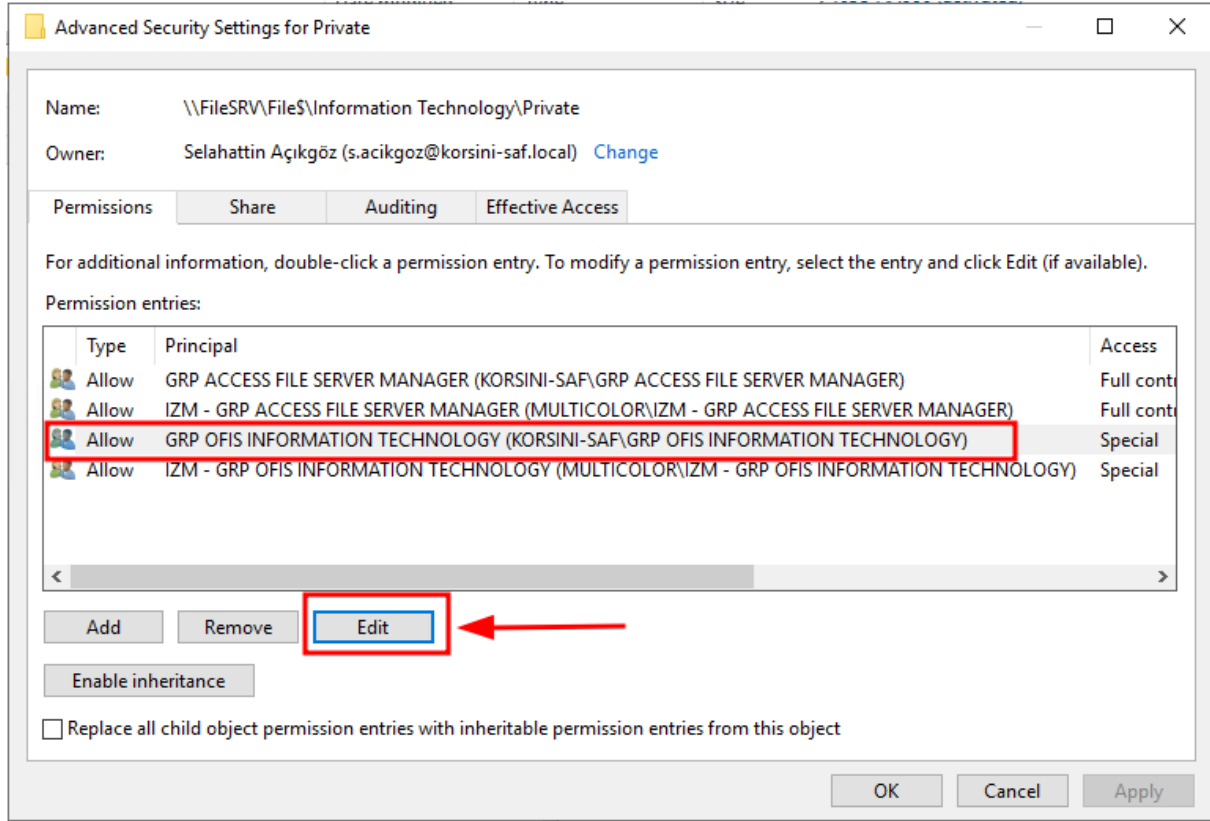 Advanced Security Settings for Private
Name: \\FileSRV\File$\Information Technology\Private
Owner: Selahattin Açıkgöz (s.acikgoz@korsini-saf.local) Change
Permissions Share Auditing Effective Access
For additional information, double-click a permission entry. To modify a permission entry, select the entry and click Edit (if available).
Permission entries:
Type Principal Access
Allow GRP ACCESS FILE SERVER MANAGER (KORSINI-SAF\GRP ACCESS FILE SERVER MANAGER) Full contr
Allow IZM - GRP ACCESS FILE SERVER MANAGER (MULTICOLOR\IZM - GRP ACCESS FILE SERVER MANAGER) Full contr
Allow GRP OFIS INFORMATION TECHNOLOGY (KORSINI-SAF\GRP OFIS INFORMATION TECHNOLOGY) Special
Allow IZM - GRP OFIS INFORMATION TECHNOLOGY (MULTICOLOR\IZM - GRP OFIS INFORMATION TECHNOLOGY) Special
Add Remove Edit
Enable inheritance
Replace all child object permission entries with inheritable permission entries from this object
OK Cancel Apply